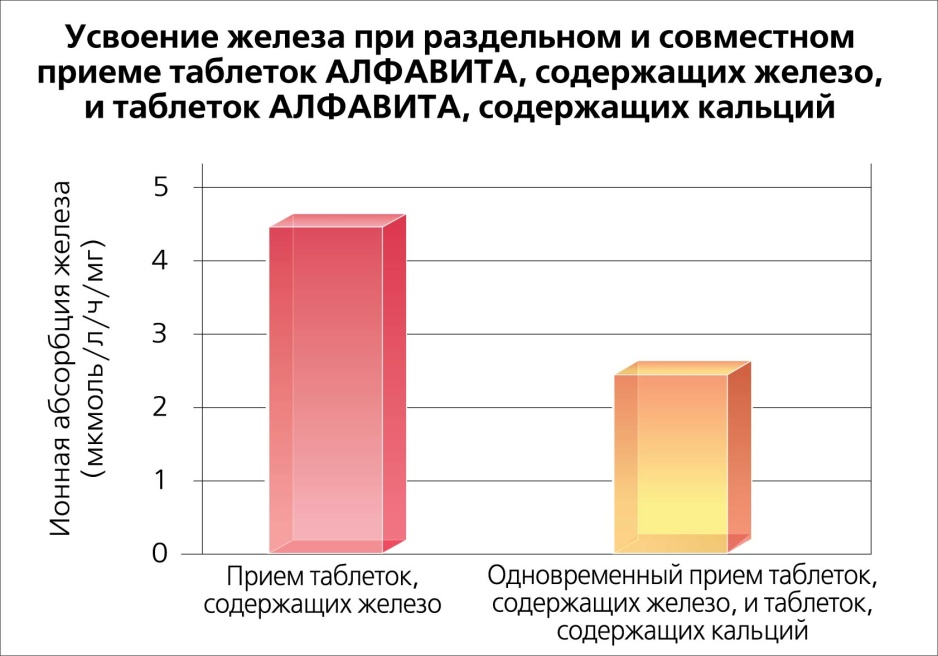 Усвоение железа при раздельном и совместном
приеме таблеток АЛФАВИТА, содержащих железо,
и таблеток АЛФАВИТА, содержащих кальций
Ионная абсорбция железа
(мкмоль/л/ч/мг)
5
4
3
2
1
0
Прием таблеток,
содержащих железо
Одновременный прием таблеток,
содержащих железо, и таблеток,
содержащих кальций